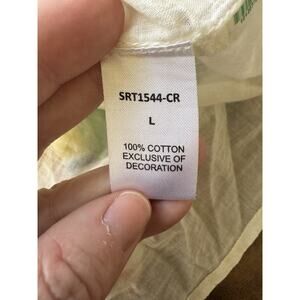 SRT1544-CR
L
100% COTTON
EXCLUSIVE OF
DECORATION